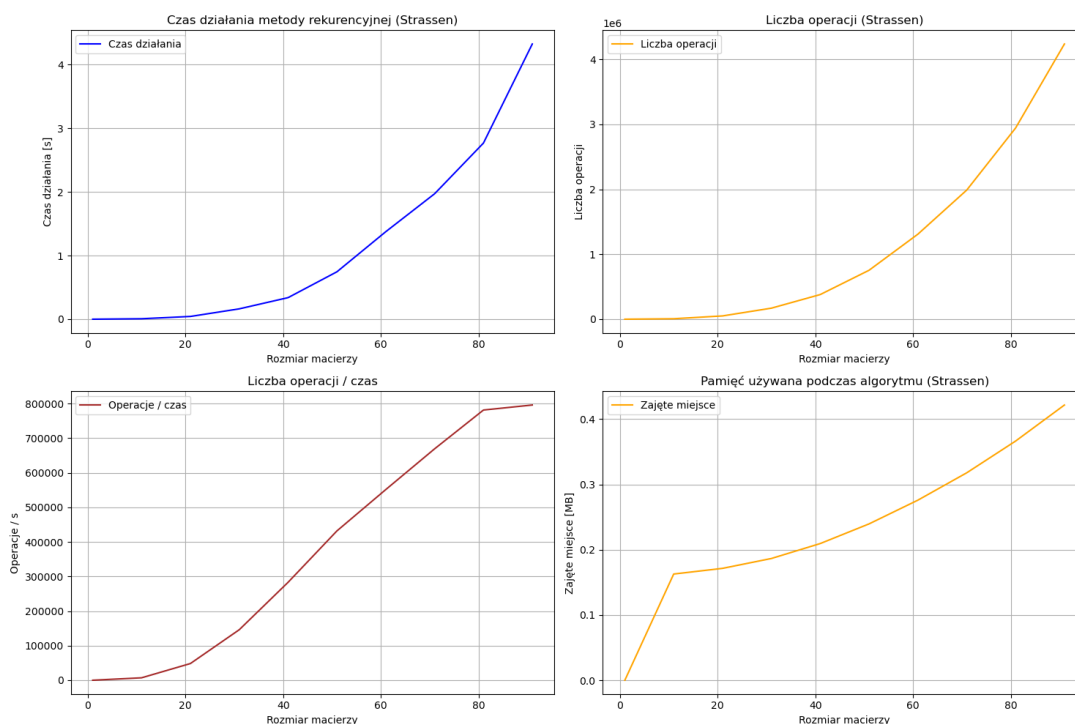 Czas działania metody rekurencyjnej (Strassen)
Czas działania
4
3
2
1
0
Czas działania [s]
0
20
40
60
80
Rozmiar macierzy
Liczba operacji (Strassen)
1e6
Liczba operacji
4
3
2
1
0
Liczba operacji
0
20
40
60
80
Rozmiar macierzy
Liczba operacji / czas
Operacje / czas
800000
700000
600000
500000
400000
300000
200000
100000
0
Operacje / s
0
20
40
60
80
Rozmiar macierzy
Pamięć używana podczas algorytmu (Strassen)
Zajęte miejsce
0.4
0.3
0.2
0.1
0.0
Zajęte miejsce [MB]
0
20
40
60
80
Rozmiar macierzy